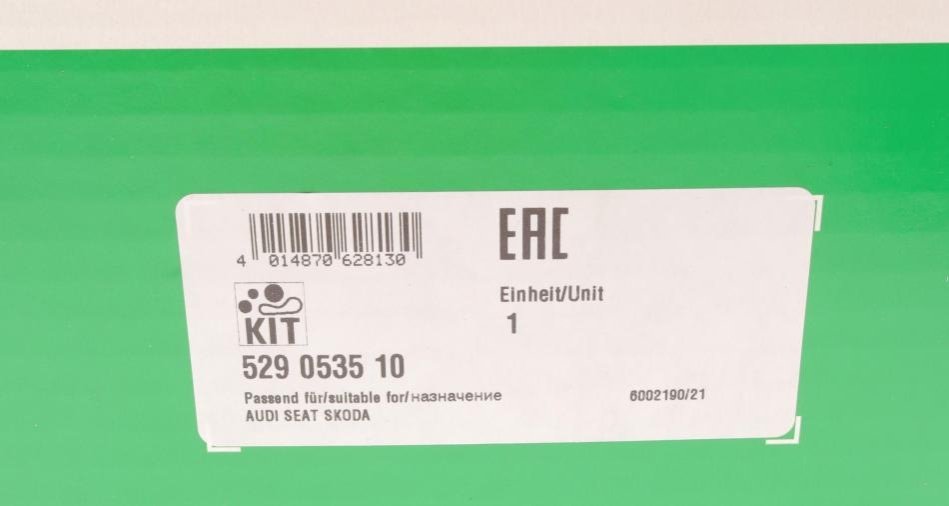 4 014870 628130
EAC
KIT
Einheit/Unit
1
529 0535 10
Passend für/suitable for/назначение
AUDI SEAT SKODA
6002190/21